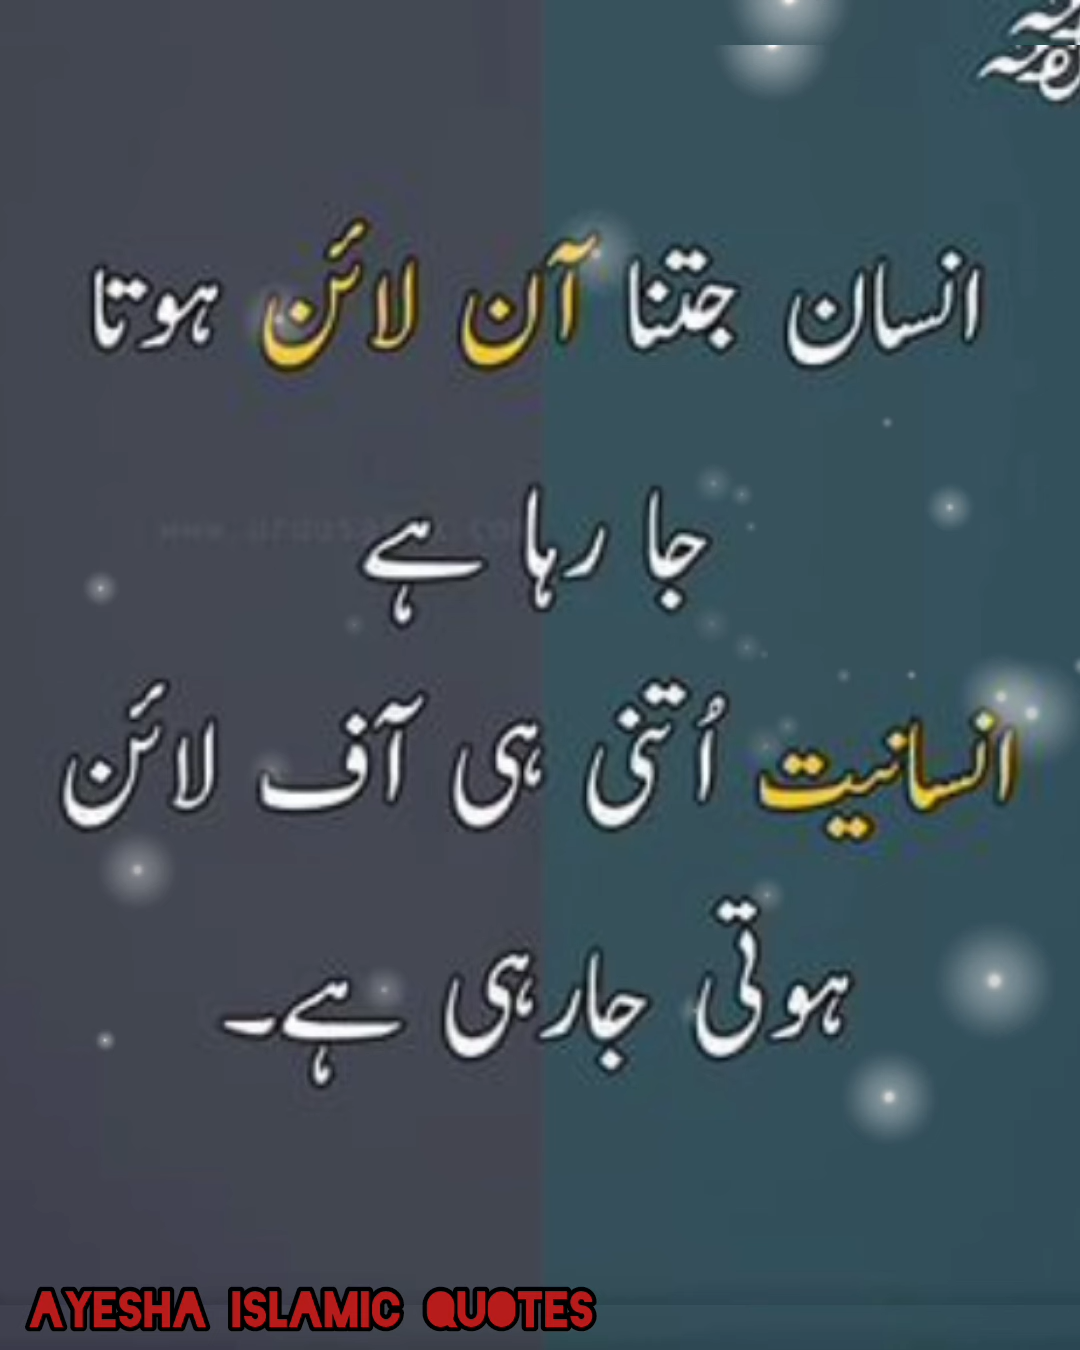 انسان جتنا آن لائن ہوتا
جا رہا ہے
انسانیت اُتنی ہی آف لائن
ہوتی جارہی ہے۔
AYESHA ISLAMIC QUOTES